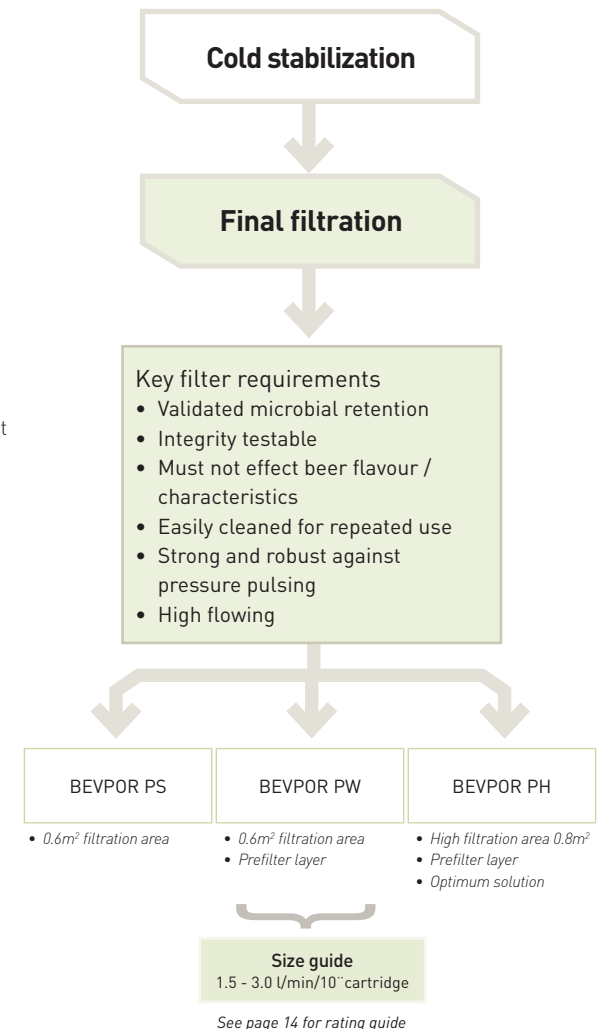 Cold stabilization
Final filtration
t
Key filter requirements
• Validated microbial retention
• Integrity testable
• Must not effect beer flavour /
characteristics
• Easily cleaned for repeated use
• Strong and robust against
pressure pulsing
• High flowing
BEVPOR PS
• 0.6m² filtration area
BEVPOR PW
• 0.6m² filtration area
• Prefilter layer
BEVPOR PH
• High filtration area 0.8m²
• Prefilter layer
• Optimum solution
Size guide
1.5 - 3.0 l/min/10¨cartridge
See page 14 for rating guide